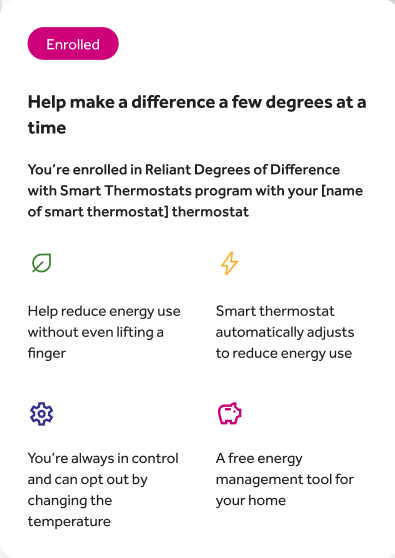 Enrolled
Help make a difference a few degrees at a
time
You're enrolled in Reliant Degrees of Difference
with Smart Thermostats program with your [name
of smart thermostat] thermostat
Help reduce energy use
without even lifting a
finger
Smart thermostat
automatically adjusts
to reduce energy use
You're always in control
and can opt out by
changing the
temperature
A free energy
management tool for
your home